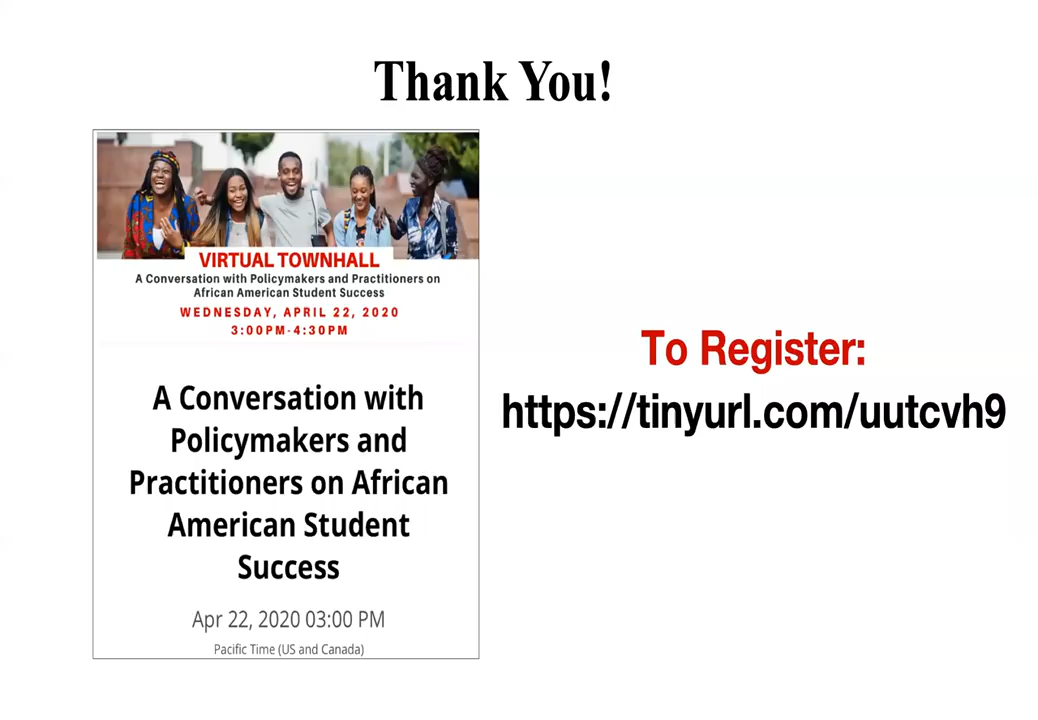 Thank You!
VIRTUAL TOWNHALL
A Conversation with Policymakers and Practitioners on
African American Student Success
WEDNESDAY, APRIL 22, 2020
3:00PM-4:30PM
A Conversation with
Policymakers and
Practitioners on African
American Student
Success
Apr 22, 2020 03:00 PM
Pacific Time (US and Canada)
To Register:
https://tinyurl.com/uutcvh9